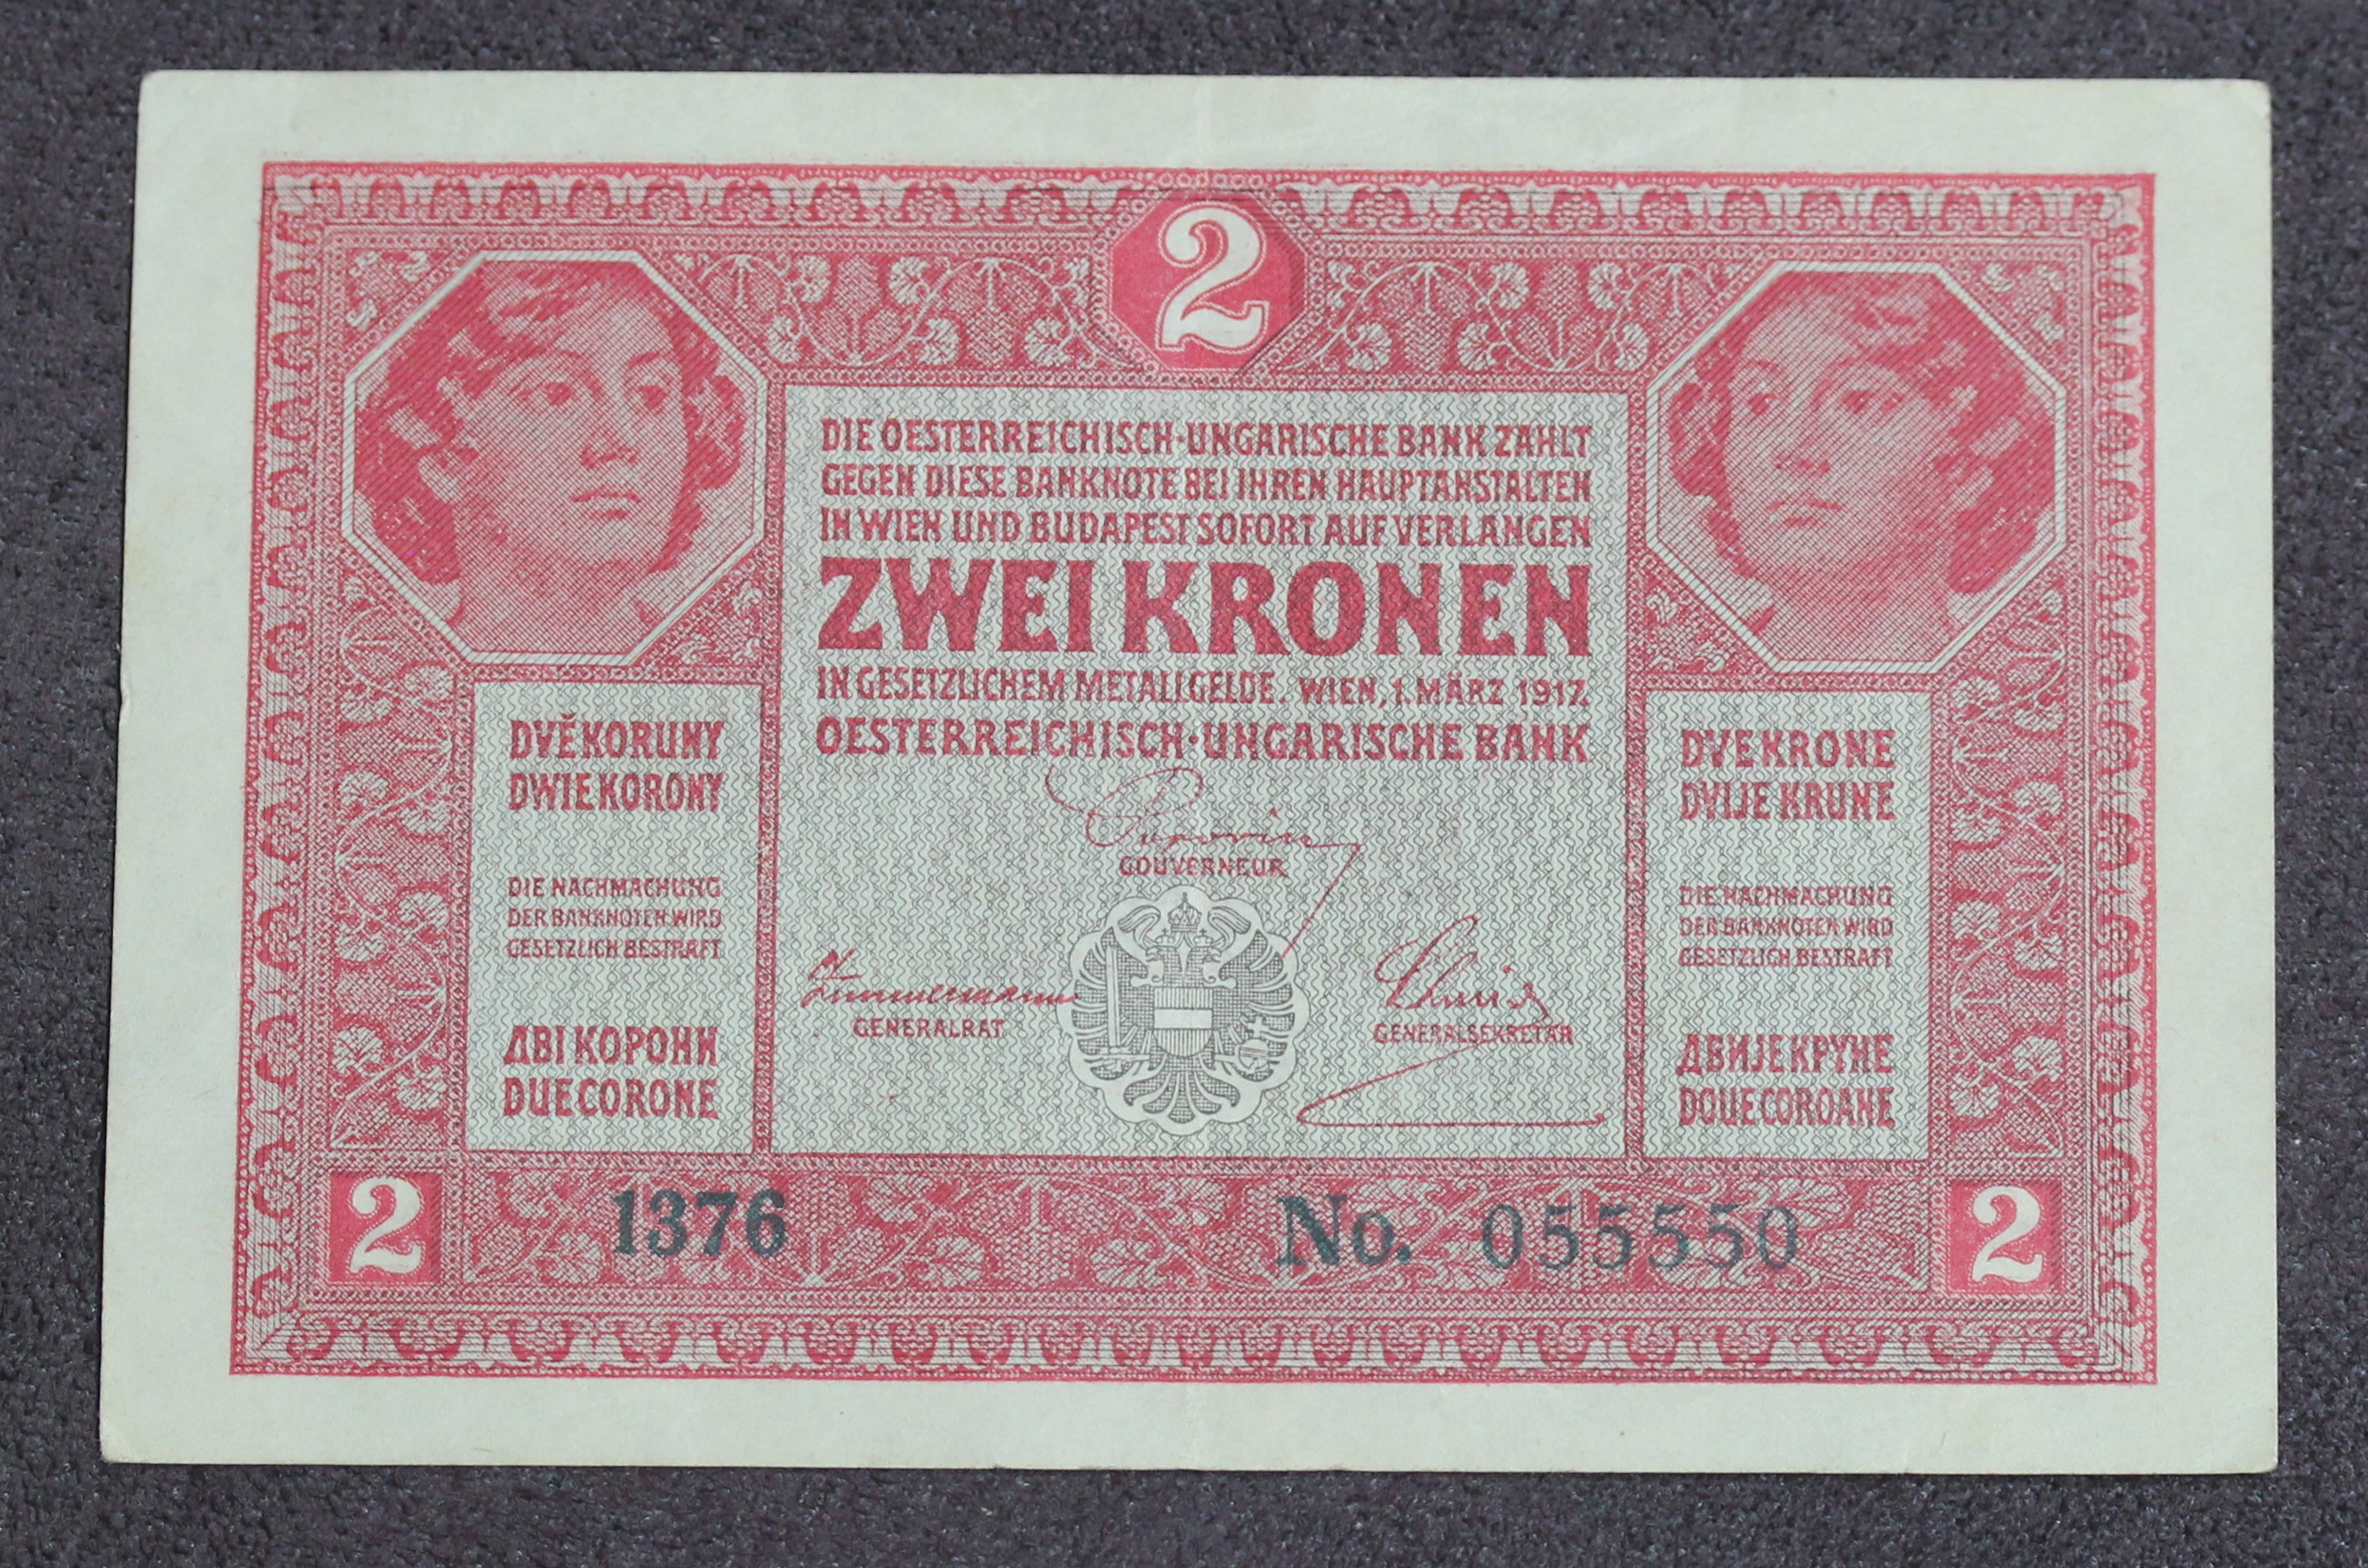 2
DIE OESTERREICHISCH-UNGARISCHE BANK ZAHLT
GEGEN DIESE BANKNOTE BEI IHREN HAUPTANSTALTEN
IN WIEN UND BUDAPEST SOFORT AUF VERLANGEN
ZWEI KRONEN
IN GESETZLICHEM METALLGELDE. WIEN, 1. MÄRZ 1917.
OESTERREICHISCH-UNGARISCHE BANK
GOUVERNEUR
Zimmermann
GENERALRAT
GENERALSEKRETÄR
DVĚ KORUNY
DWIE KORONY
DIE NACHMACHUNG
DER BANKNOTEN WIRD
GESETZLICH BESTRAFT
ДВІ КОРОНИ
DUE CORONE
DVE KRONE
DVIJE KRUNE
DIE NACHMACHUNG
DER BANKNOTEN WIRD
GESETZLICH BESTRAFT
ДВИЈЕ КРУНЕ
DOUE COROANE
2 1376 No. 055550 2